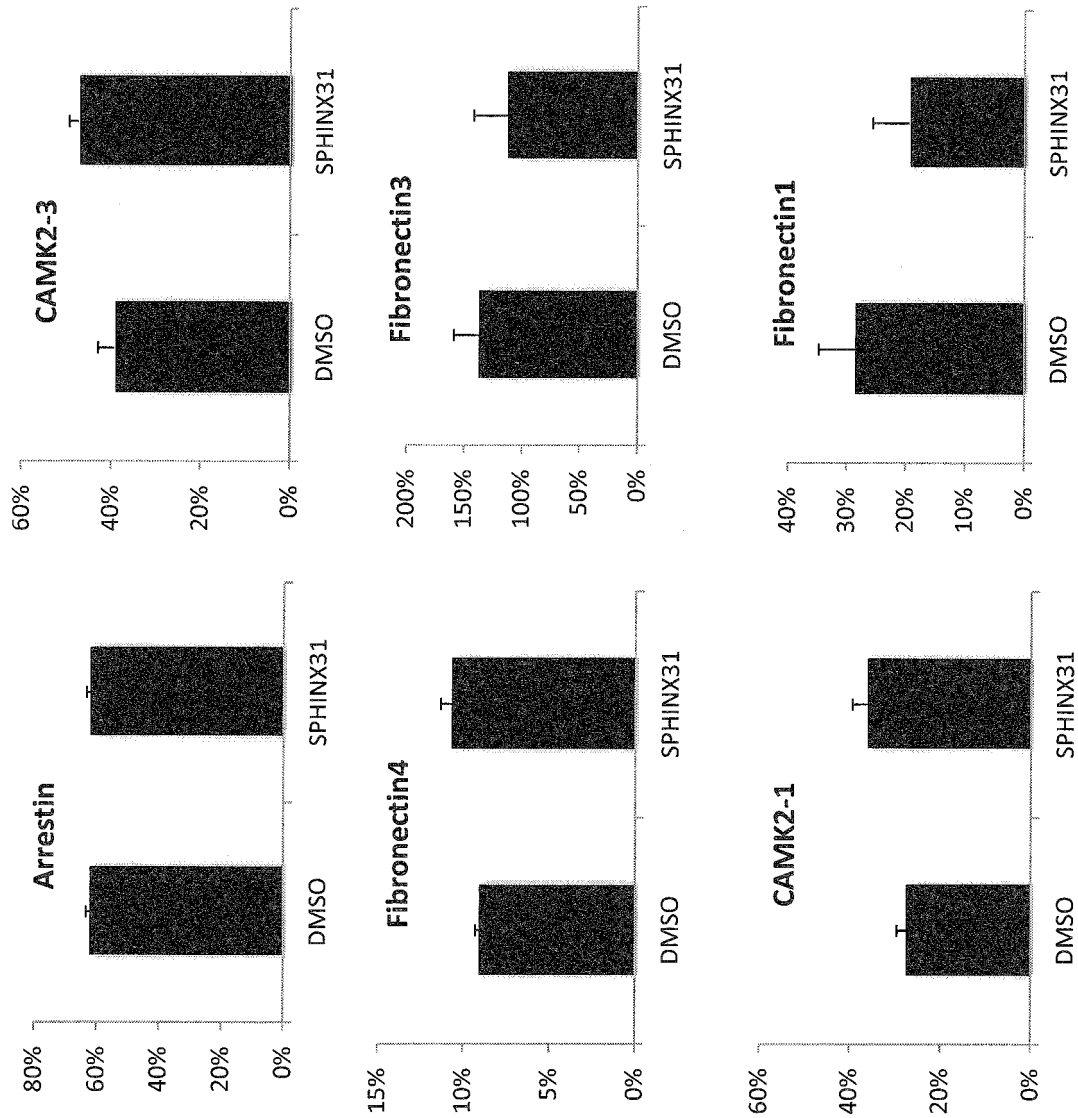 Arrestin
80%
60%
40%
20%
0%
DMSO SPHINX31
CAMK2-3
60%
40%
20%
0%
DMSO SPHINX31
Fibronectin4
15%
10%
5%
0%
DMSO SPHINX31
Fibronectin3
200%
150%
100%
50%
0%
DMSO SPHINX31
CAMK2-1
60%
40%
20%
0%
DMSO SPHINX31
Fibronectin1
40%
30%
20%
10%
0%
DMSO SPHINX31